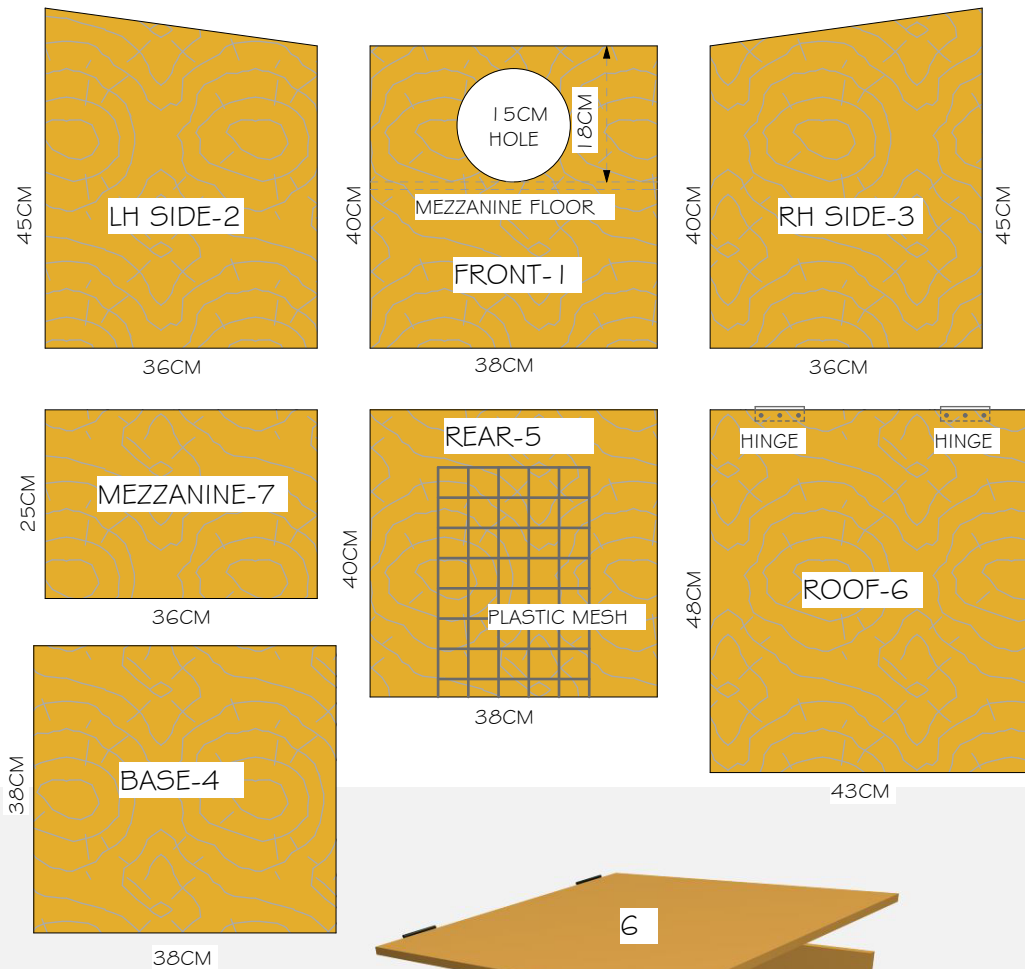 15CM
HOLE
18CM
45CM
LH SIDE-2
36CM
40CM
MEZZANINE FLOOR
FRONT-1
38CM
40CM
RH SIDE-3
45CM
36CM
25CM
MEZZANINE-7
36CM
REAR-5
40CM
PLASTIC MESH
38CM
HINGE
HINGE
48CM
ROOF-6
43CM
38CM
BASE-4
38CM
6